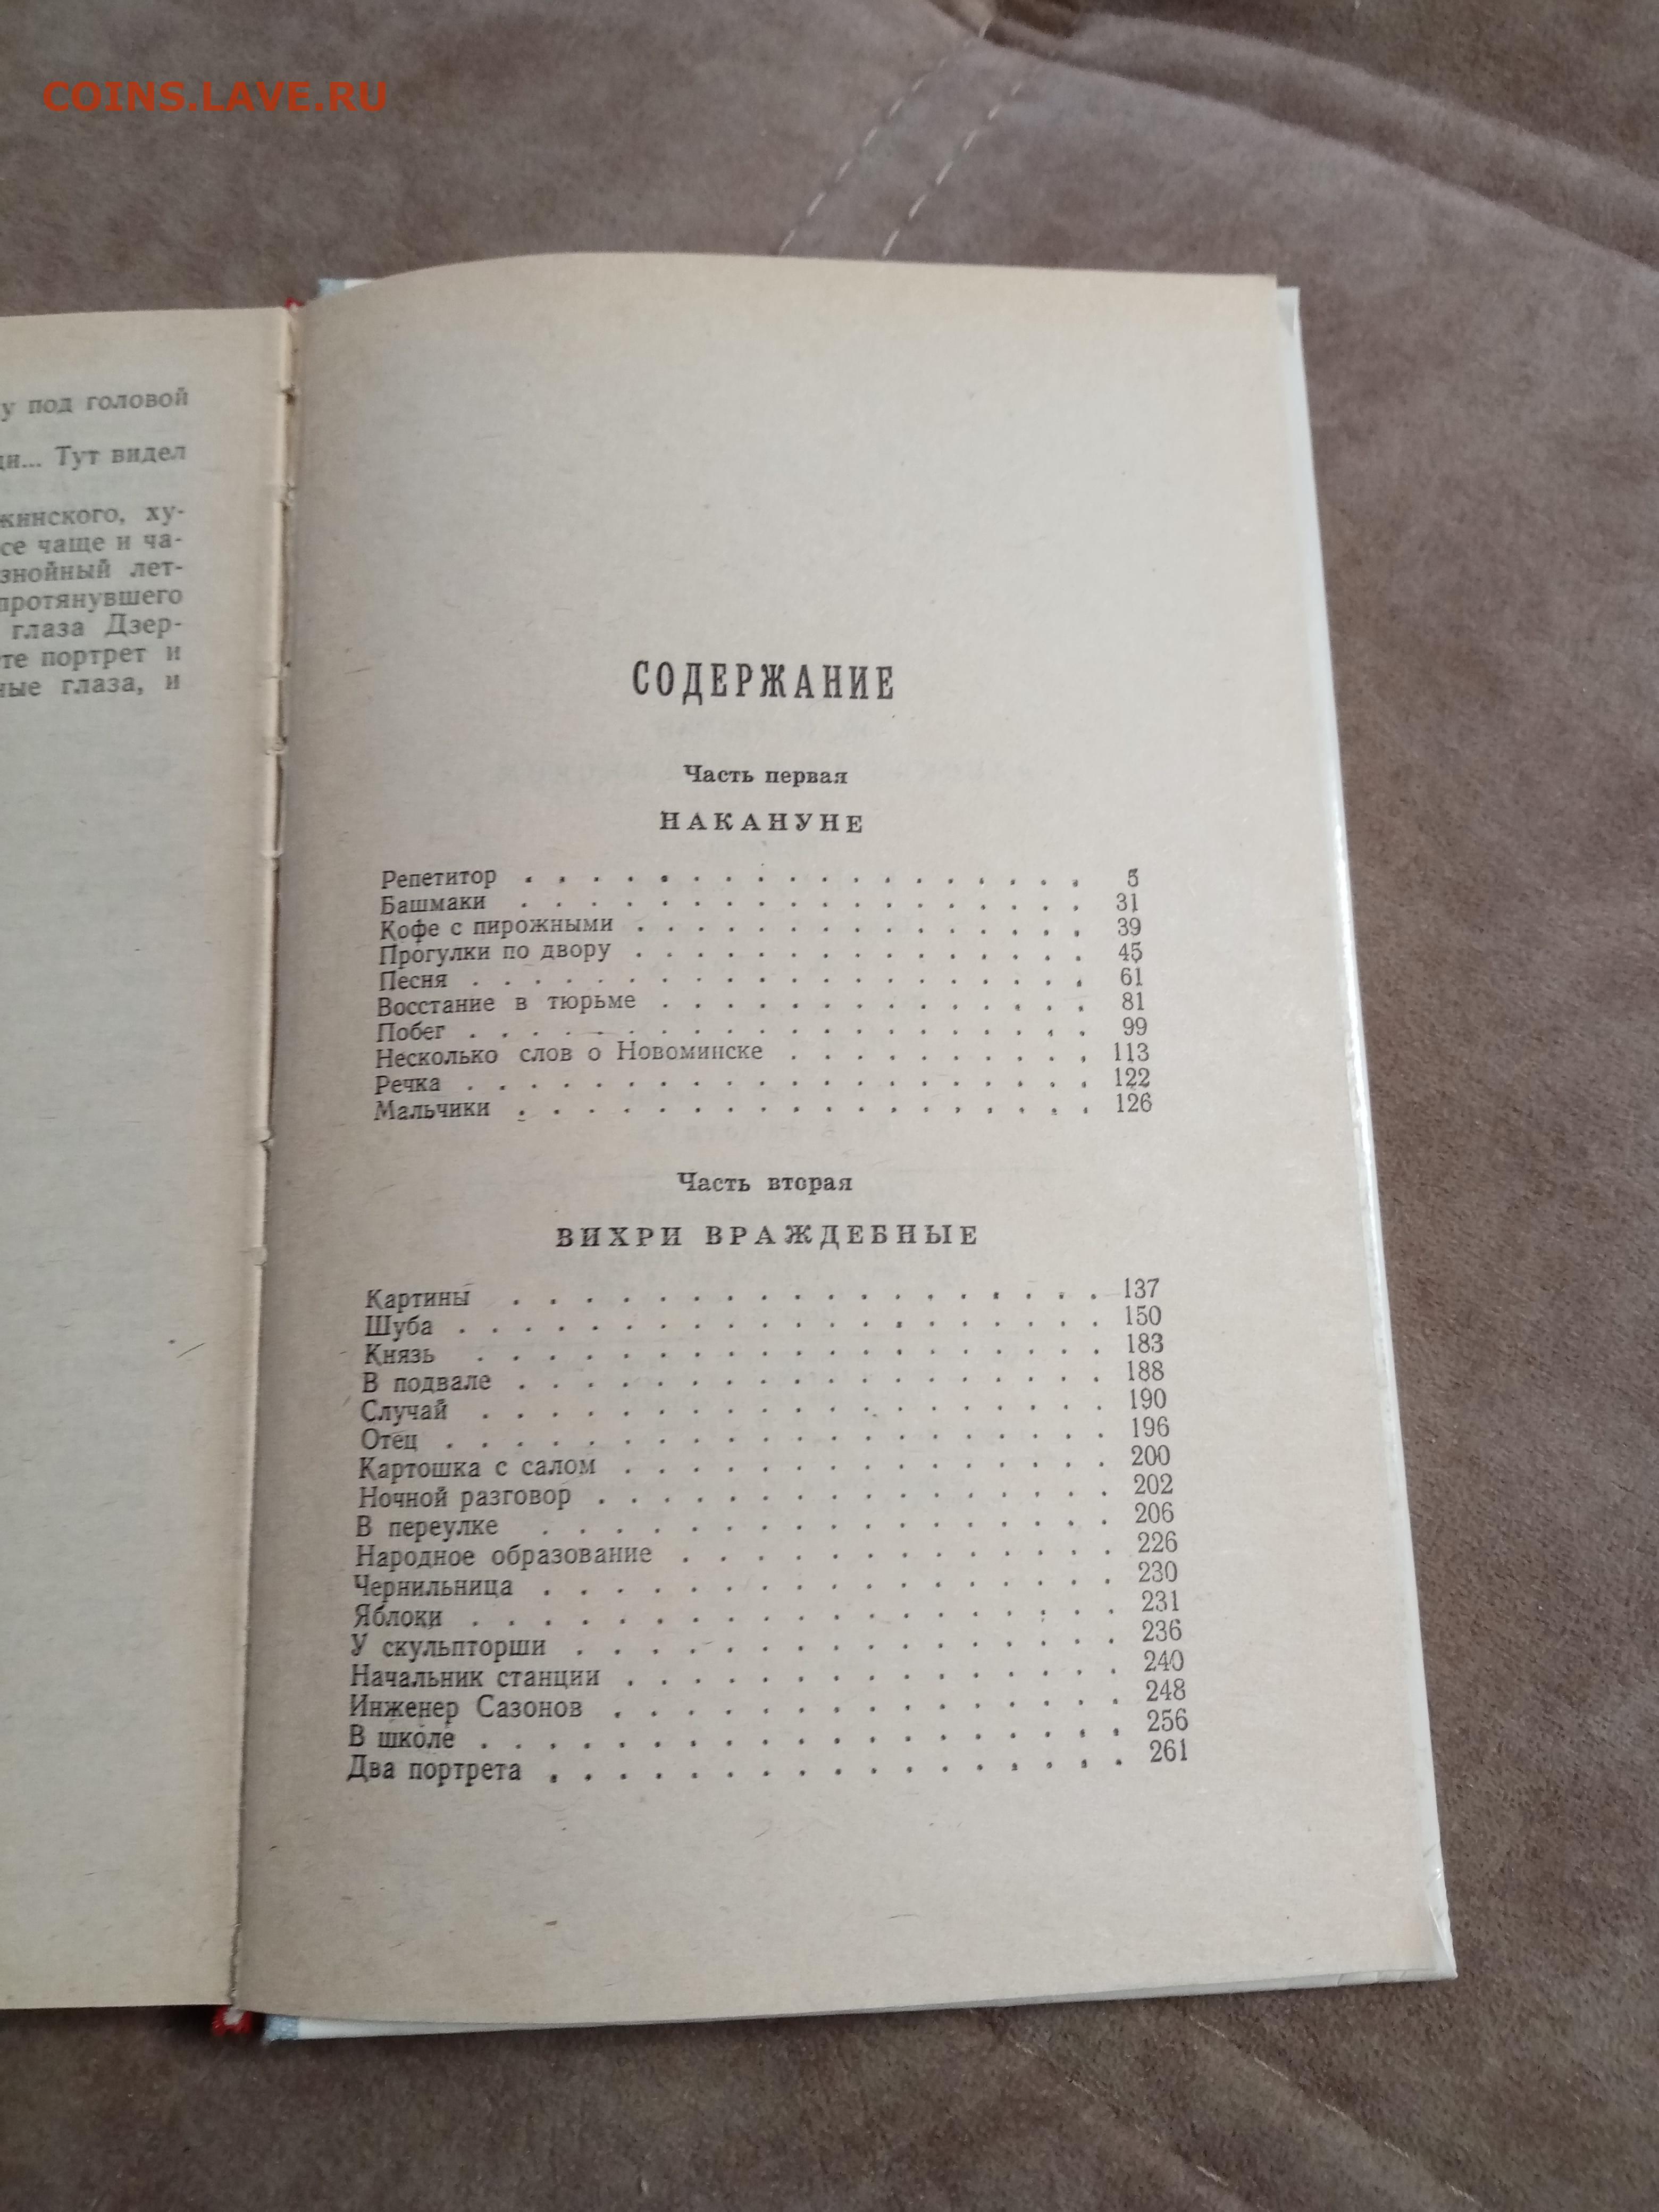 COINS.LAVE.RU
у под головой
... Тут видел
жинского, ху-
се чаще и ча-
знойный лет-
протянувшего
глаза Дзер-
те портрет и
ные глаза, и
СОДЕРЖАНИЕ
Часть первая
НАКАНУНЕ
Репетитор . . . . . . . . . . . . . . . . . . 5
Башмаки . . . . . . . . . . . . . . . . . . 31
Кофе с пирожными . . . . . . . . . . . . . . 39
Прогулки по двору . . . . . . . . . . . . . . 45
Песня . . . . . . . . . . . . . . . . . . . 61
Восстание в тюрьме . . . . . . . . . . . . . 81
Побег . . . . . . . . . . . . . . . . . . . 99
Несколько слов о Новоминске . . . . . . . . . . 113
Речка . . . . . . . . . . . . . . . . . . . 122
Мальчики . . . . . . . . . . . . . . . . . . 126
Часть вторая
ВИХРИ ВРАЖДЕБНЫЕ
Картины . . . . . . . . . . . . . . . . . . 137
Шуба . . . . . . . . . . . . . . . . . . . 150
Князь . . . . . . . . . . . . . . . . . . 183
В подвале . . . . . . . . . . . . . . . . . 188
Случай . . . . . . . . . . . . . . . . . . 190
Отец . . . . . . . . . . . . . . . . . . . 196
Картошка с салом . . . . . . . . . . . . . . 200
Ночной разговор . . . . . . . . . . . . . . . 202
В переулке . . . . . . . . . . . . . . . . 206
Народное образование . . . . . . . . . . . . 226
Чернильница . . . . . . . . . . . . . . . . 230
Яблоки . . . . . . . . . . . . . . . . . . 231
У скульпторши . . . . . . . . . . . . . . . 236
Начальник станции . . . . . . . . . . . . . . 240
Инженер Сазонов . . . . . . . . . . . . . . 248
В школе . . . . . . . . . . . . . . . . . . 256
Два портрета . . . . . . . . . . . . . . . . 261